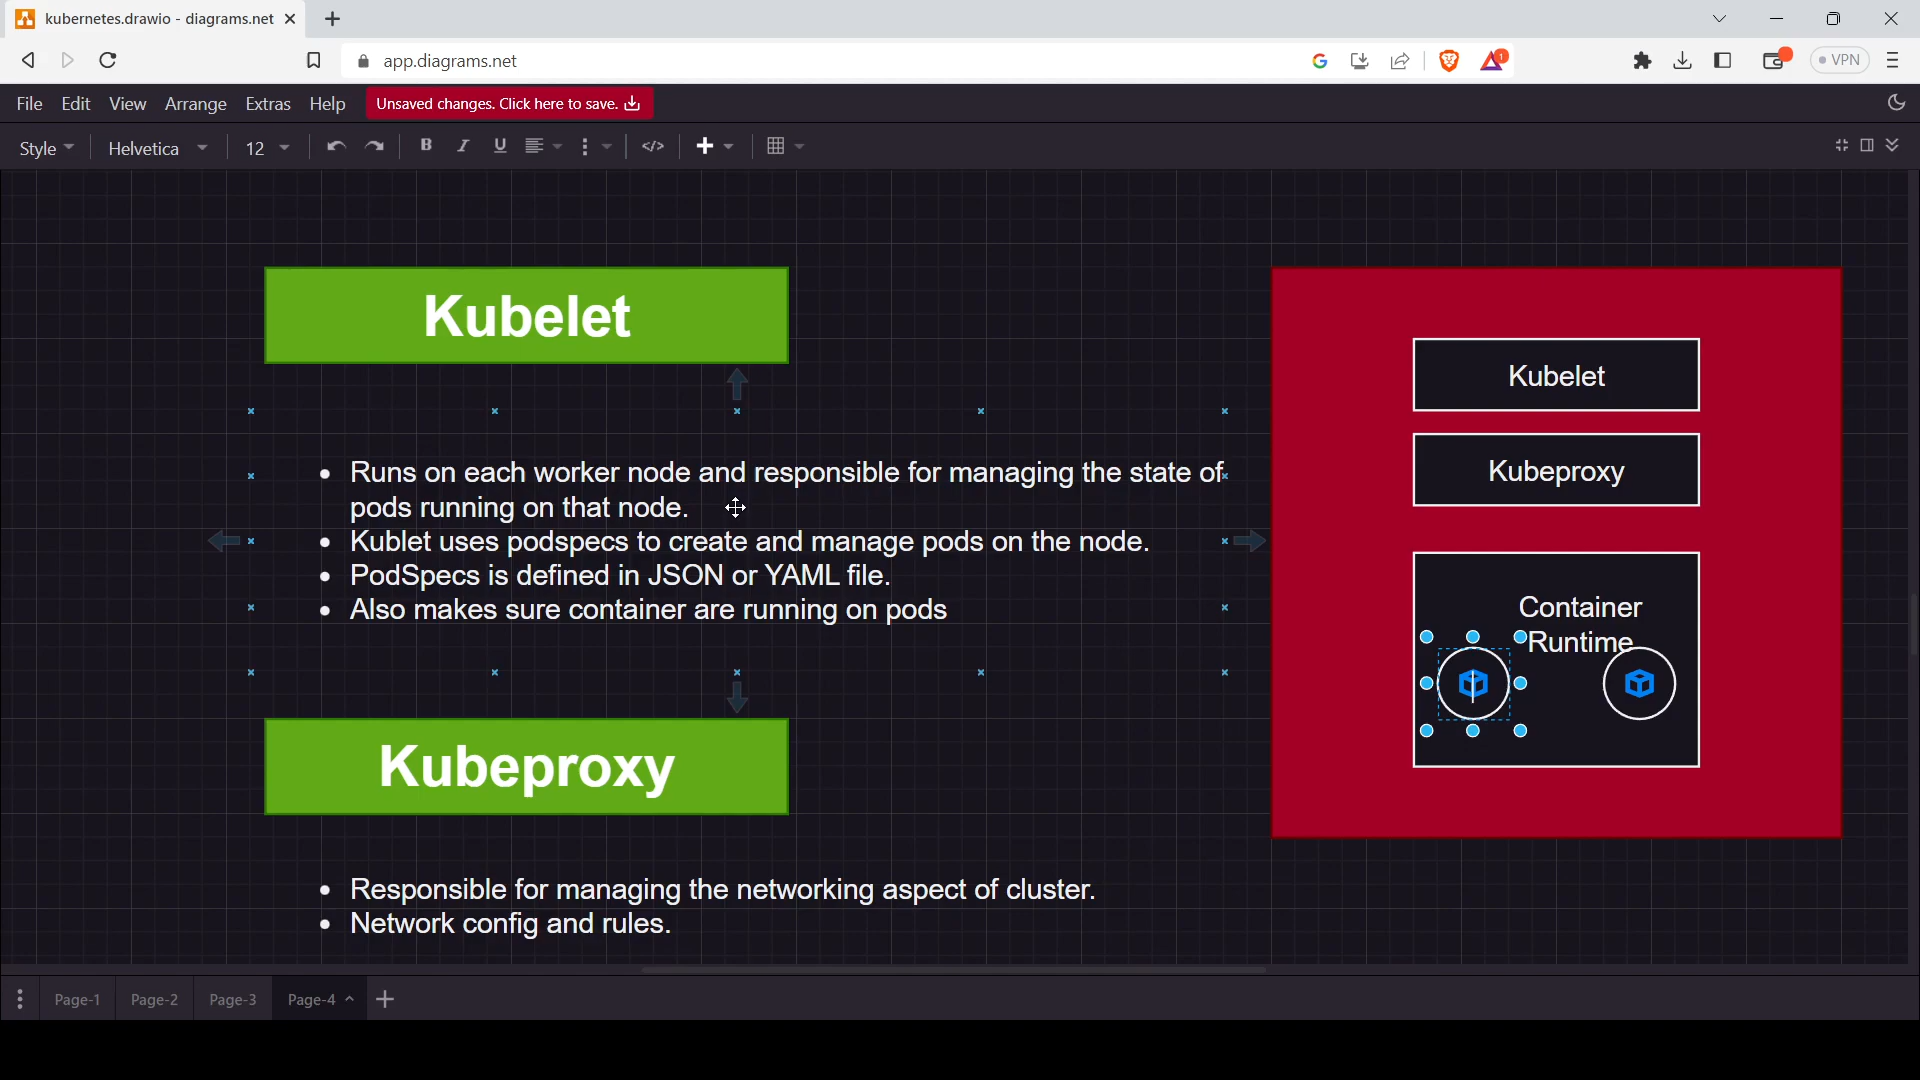 kubernetes.drawio - diagrams.net
app.diagrams.net
1
VPN
File Edit View Arrange Extras Help Unsaved changes. Click here to save.
Style Helvetica 12 B I U </>
Kubelet
Runs on each worker node and responsible for managing the state of
pods running on that node.
Kublet uses podspecs to create and manage pods on the node.
PodSpecs is defined in JSON or YAML file.
Also makes sure container are running on pods
Kubeproxy
Responsible for managing the networking aspect of cluster.
Network config and rules.
Kubelet
Kubeproxy
Container
Runtime
Page-1 Page-2 Page-3 Page-4